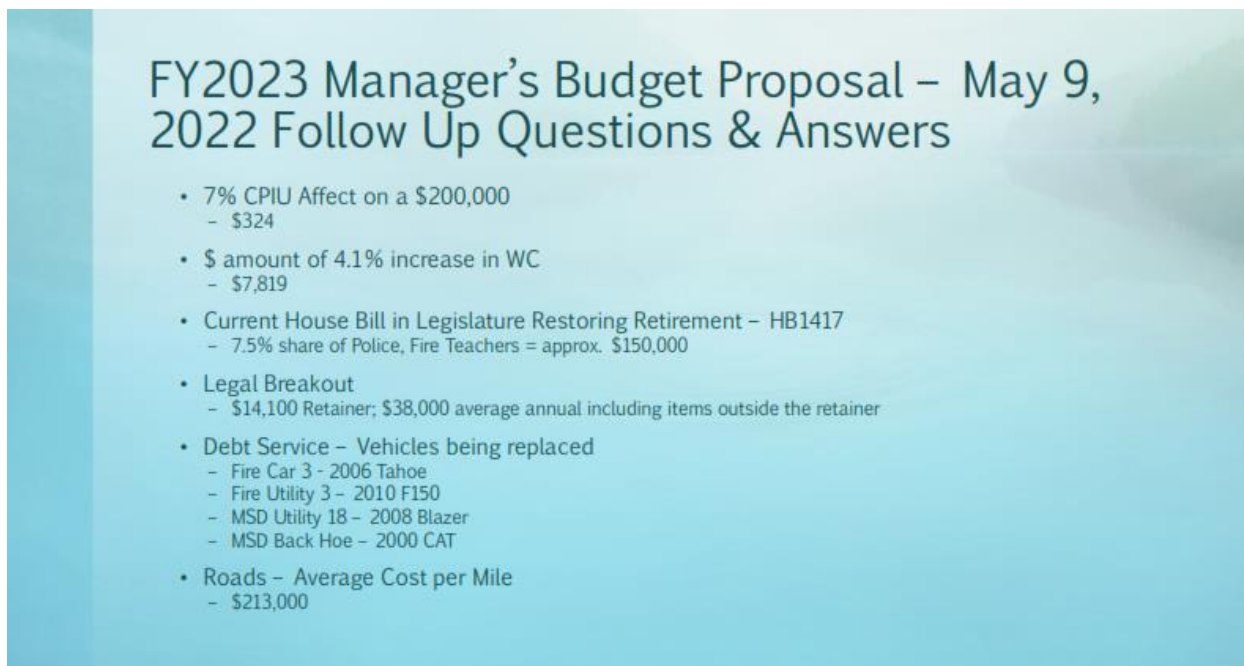 FY2023 Manager's Budget Proposal – May 9,
2022 Follow Up Questions & Answers
• 7% CPIU Affect on a $200,000
– $324
• $ amount of 4.1% increase in WC
– $7,819
• Current House Bill in Legislature Restoring Retirement – HB1417
– 7.5% share of Police, Fire Teachers = approx. $150,000
• Legal Breakout
– $14,100 Retainer; $38,000 average annual including items outside the retainer
• Debt Service – Vehicles being replaced
– Fire Car 3 - 2006 Tahoe
– Fire Utility 3 – 2010 F150
– MSD Utility 18 – 2008 Blazer
– MSD Back Hoe – 2000 CAT
• Roads – Average Cost per Mile
– $213,000